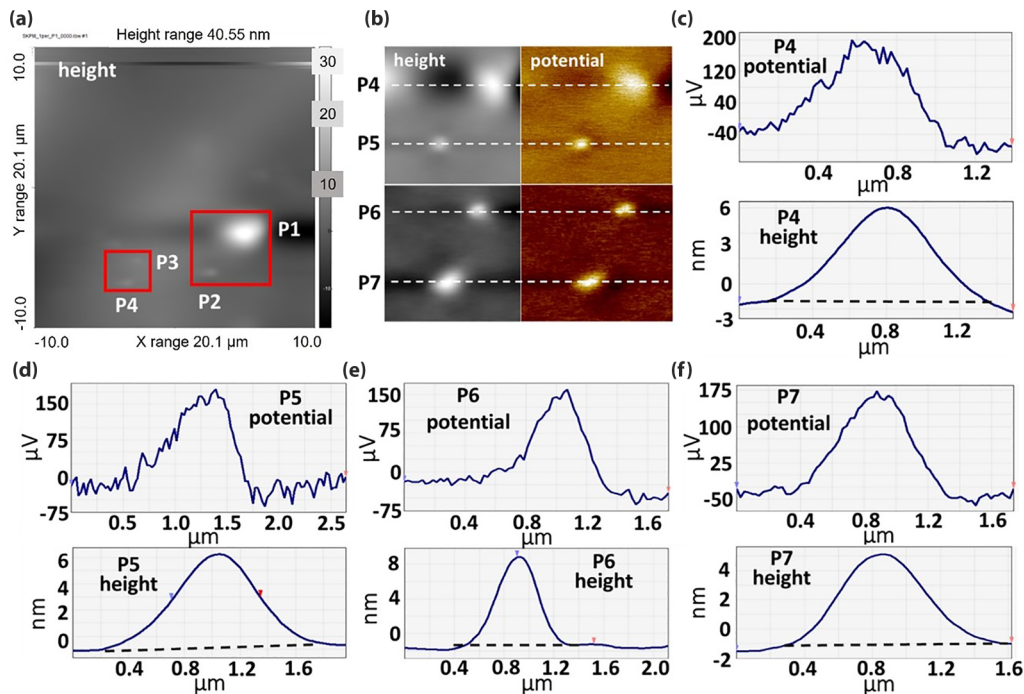 (a)
SKPM_1per_P1_0000.ibw #1
Height range 40.55 nm
height
10.0
Y range 20.1 µm
-10.0
30
20
10
P1
P3
P2
P4
-10.0
X range 20.1 µm
10.0
(b)
height
potential
P4
P5
P6
P7
(c)
P4
potential
200
120
40
-40
µV
0.4
0.8
1.2
µm
P4
height
6
3
0
-3
nm
0.4
0.8
1.2
µm
(d)
P5
potential
150
75
0
-75
µV
0.5
1.0
1.5
2.0
2.5
µm
P5
height
6
4
2
0
nm
0.4
0.8
1.2
1.6
µm
(e)
P6
potential
150
75
0
-75
µV
0.4
0.8
1.2
1.6
µm
P6
height
8
4
0
nm
0.4
0.8
1.2
1.6
2.0
µm
(f)
P7
potential
175
100
25
-50
µV
0.4
0.8
1.2
1.6
µm
P7
height
4
2
0
-2
nm
0.4
0.8
1.2
1.6
µm